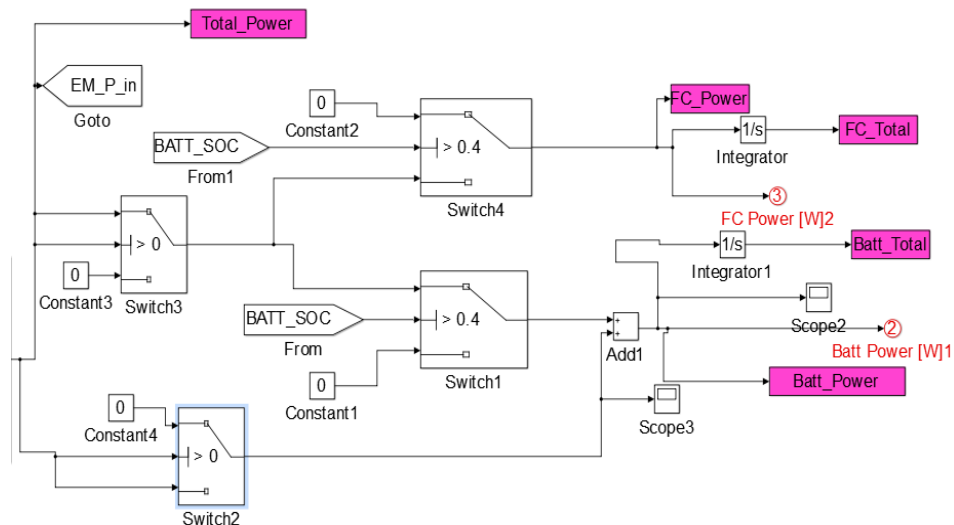 Total_Power
EM_P_in
Goto
0
Constant2
BATT_SOC
From1
> 0.4
Switch4
FC_Power
1/s
Integrator
FC_Total
3
FC Power [W]2
> 0
Switch3
0
Constant3
BATT_SOC
From
> 0.4
Switch1
0
Constant1
+
+
Add1
1/s
Integrator1
Batt_Total
Scope2
2
Batt Power [W]1
Batt_Power
Scope3
0
Constant4
> 0
Switch2